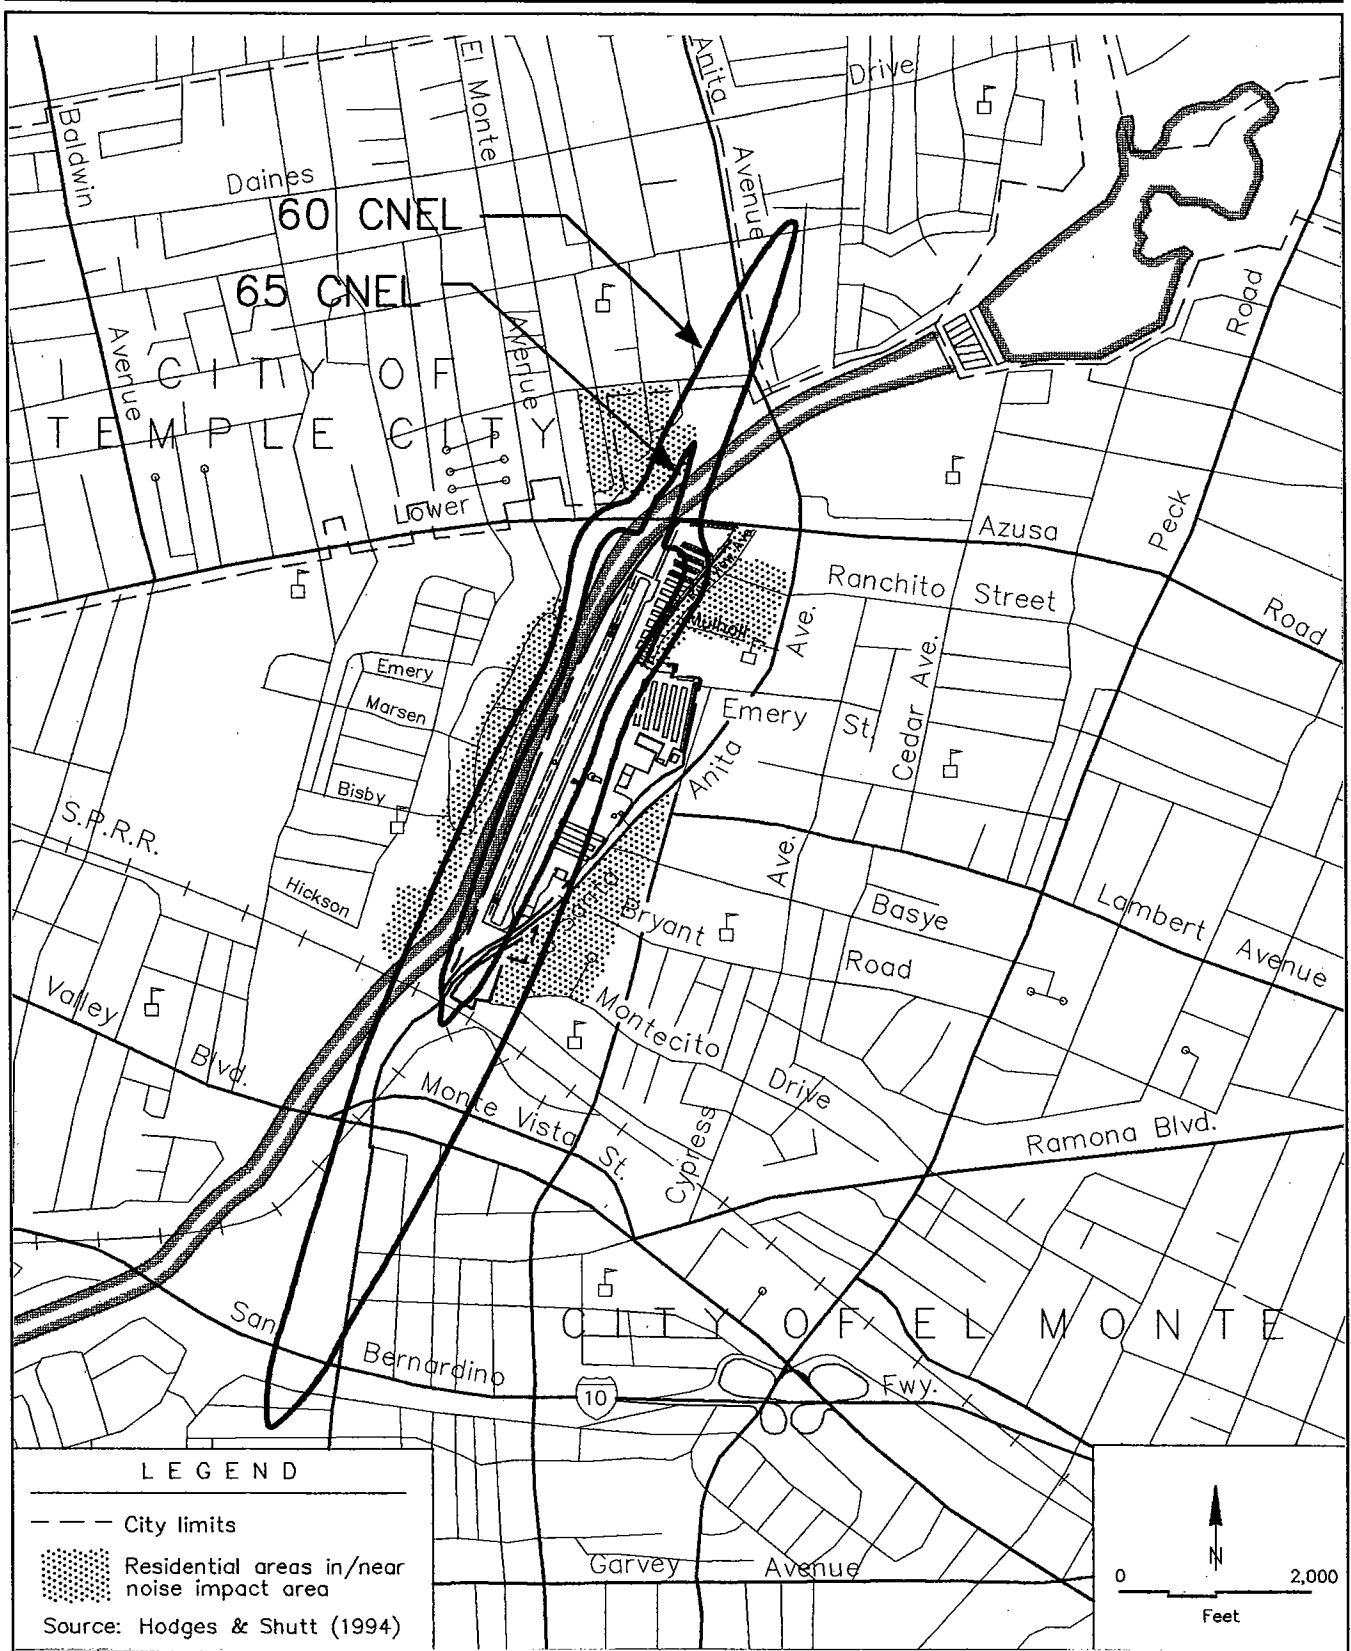 Anita
Drive
El Monte
Baldwin
Avenue
Daines
60 CNEL
65 CNEL
Avenue
Avenue
Road
CITY OF
TEMPLE CITY
Lower
Azusa
Peck
Ranchito Street
Road
Ave.
Cedar Ave.
Emery
Marsen
Emery St.
Anita
Bisby
S.P.R.R.
Ave.
Hickson
Lambert
Basye
Bryant
Avenue
Road
Valley
Montecito
Blvd.
Drive
Monte Vista
St.
Cypress
Ramona Blvd.
San
Bernardino
CITY OF EL MONTE
10
Fwy.
LEGEND
City limits
Residential areas in/near
noise impact area
Source: Hodges & Shutt (1994)
Garvey Avenue
N
0 2,000
Feet